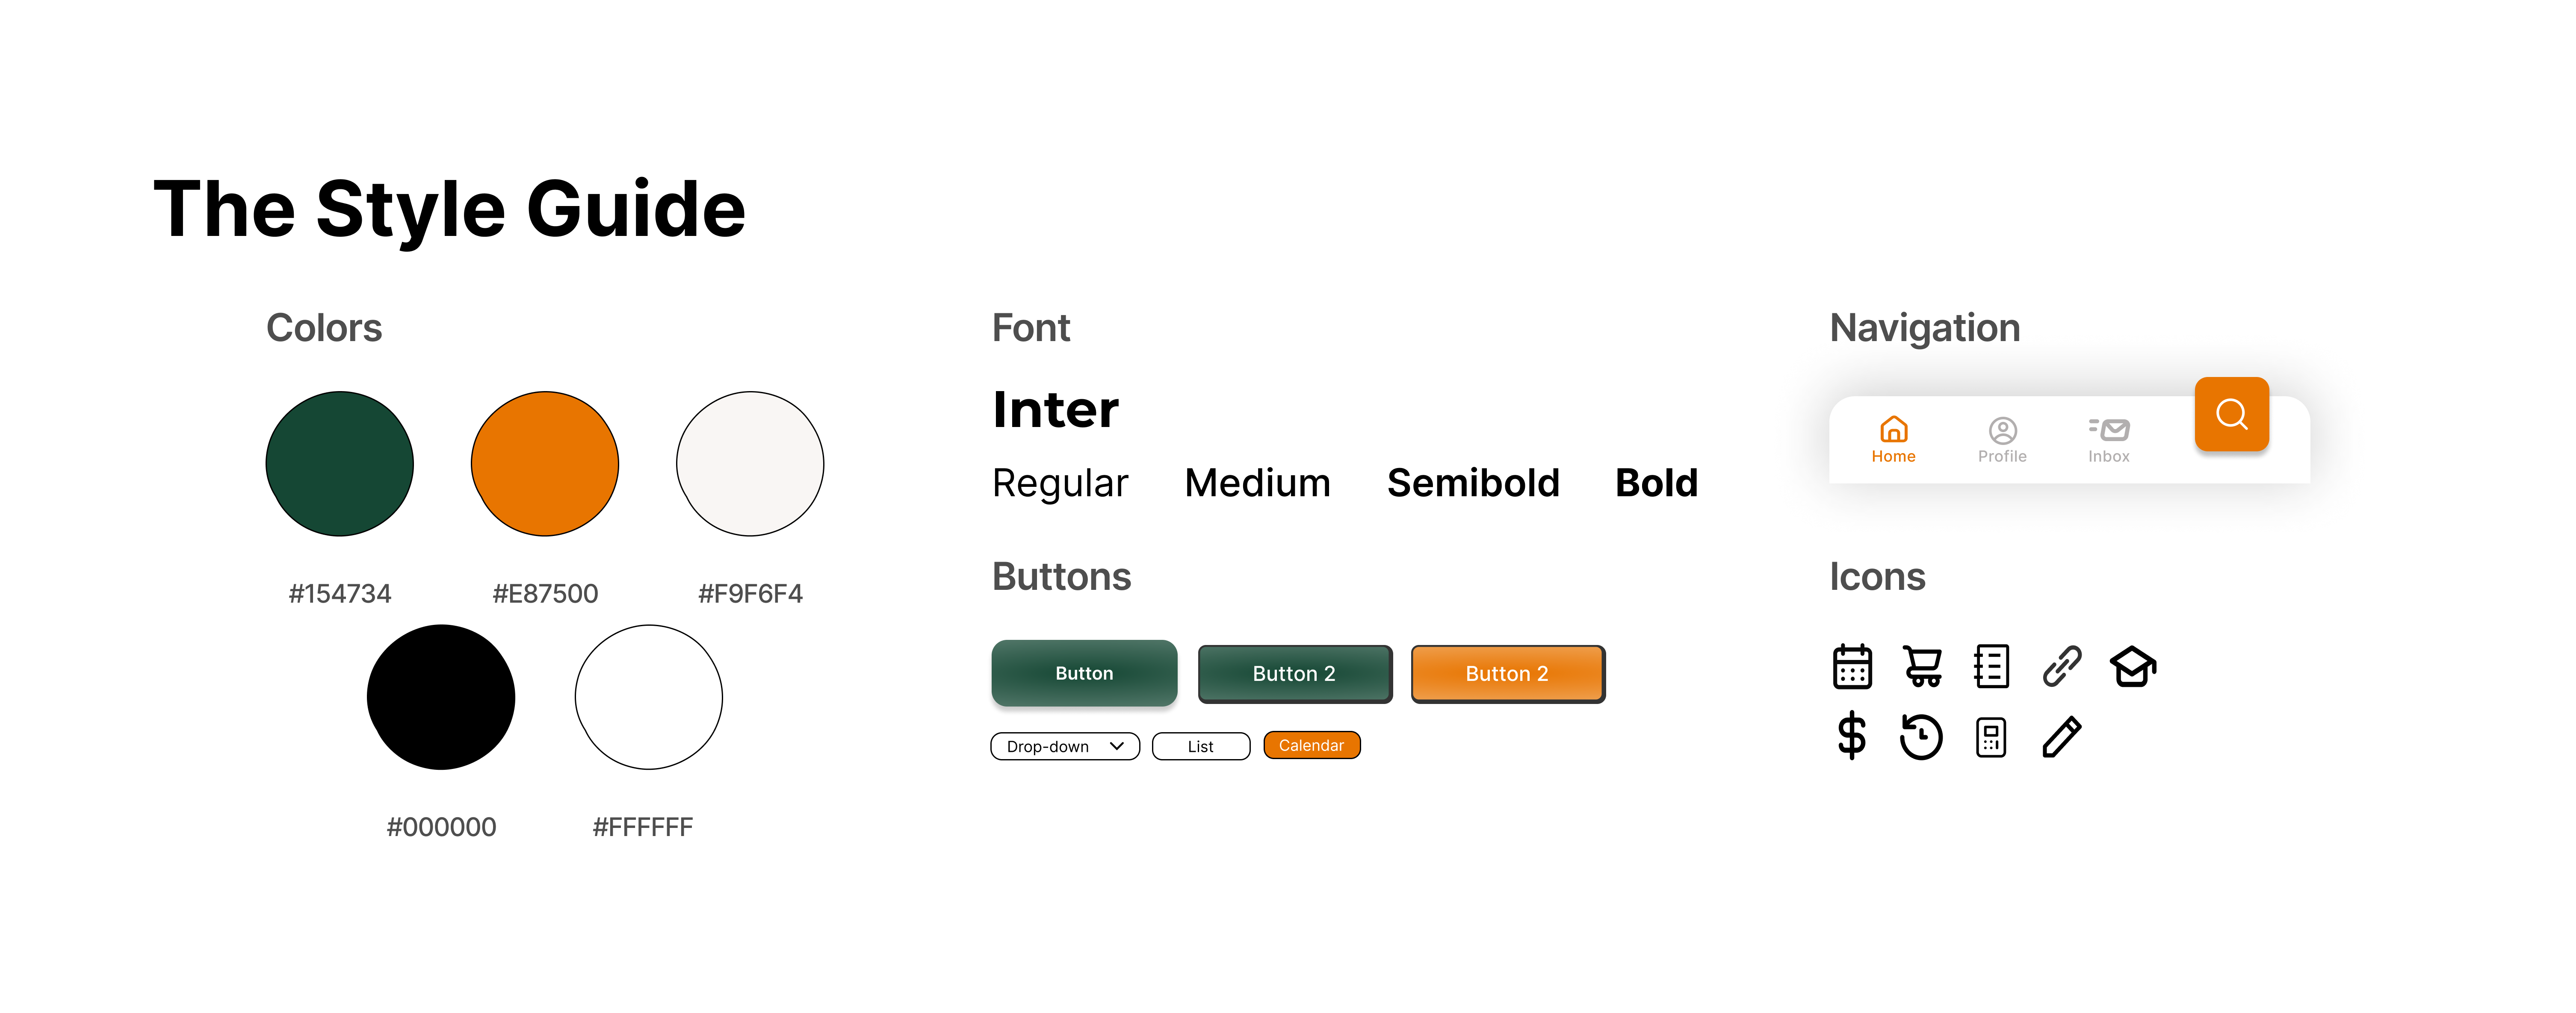 The Style Guide
Colors
#154734 #E87500 #F9F6F4
#000000 #FFFFFF
Font
Inter
Regular Medium Semibold Bold
Buttons
Button Button 2 Button 2
Drop-down List Calendar
Navigation
Home Profile Inbox
Icons